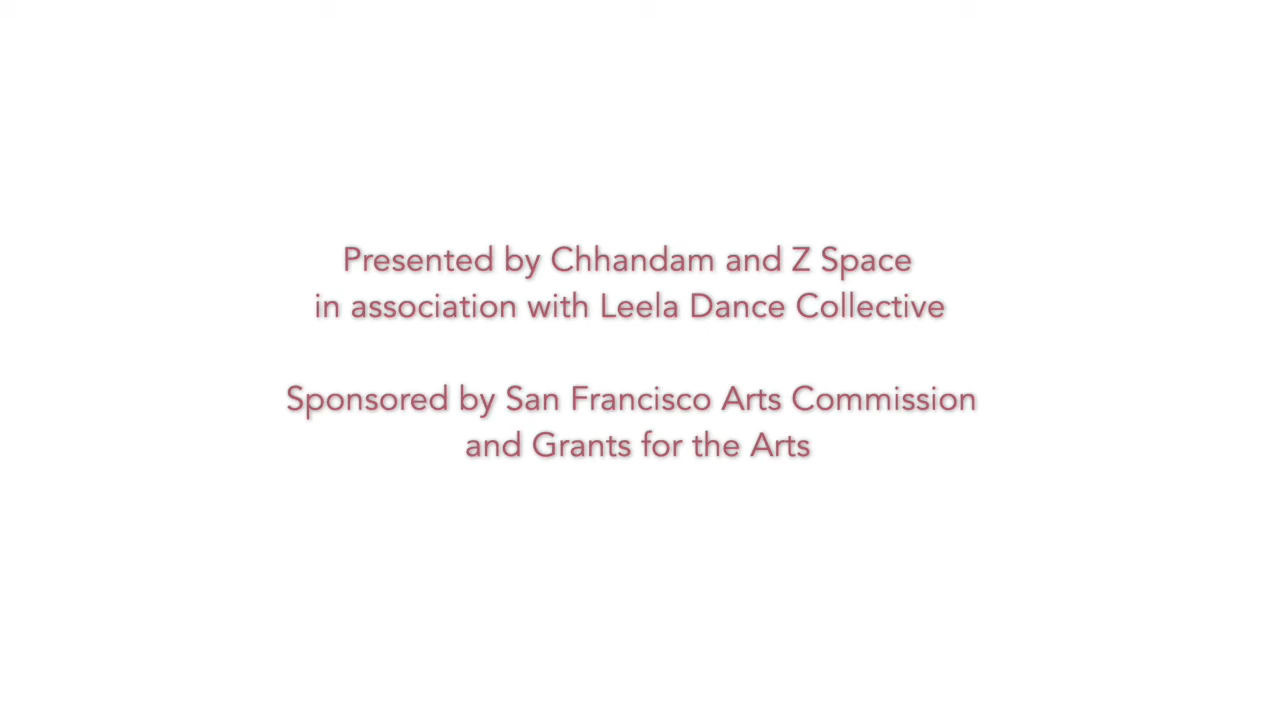 Presented by Chhandam and Z Space
in association with Leela Dance Collective
Sponsored by San Francisco Arts Commission
and Grants for the Arts